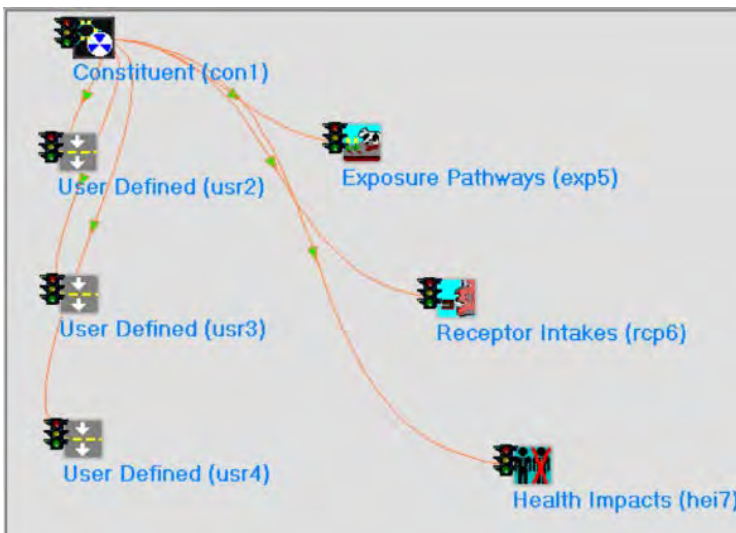 Constituent (con1)
User Defined (usr2)
Exposure Pathways (exp5)
User Defined (usr3)
Receptor Intakes (rcp6)
User Defined (usr4)
Health Impacts (hei7)